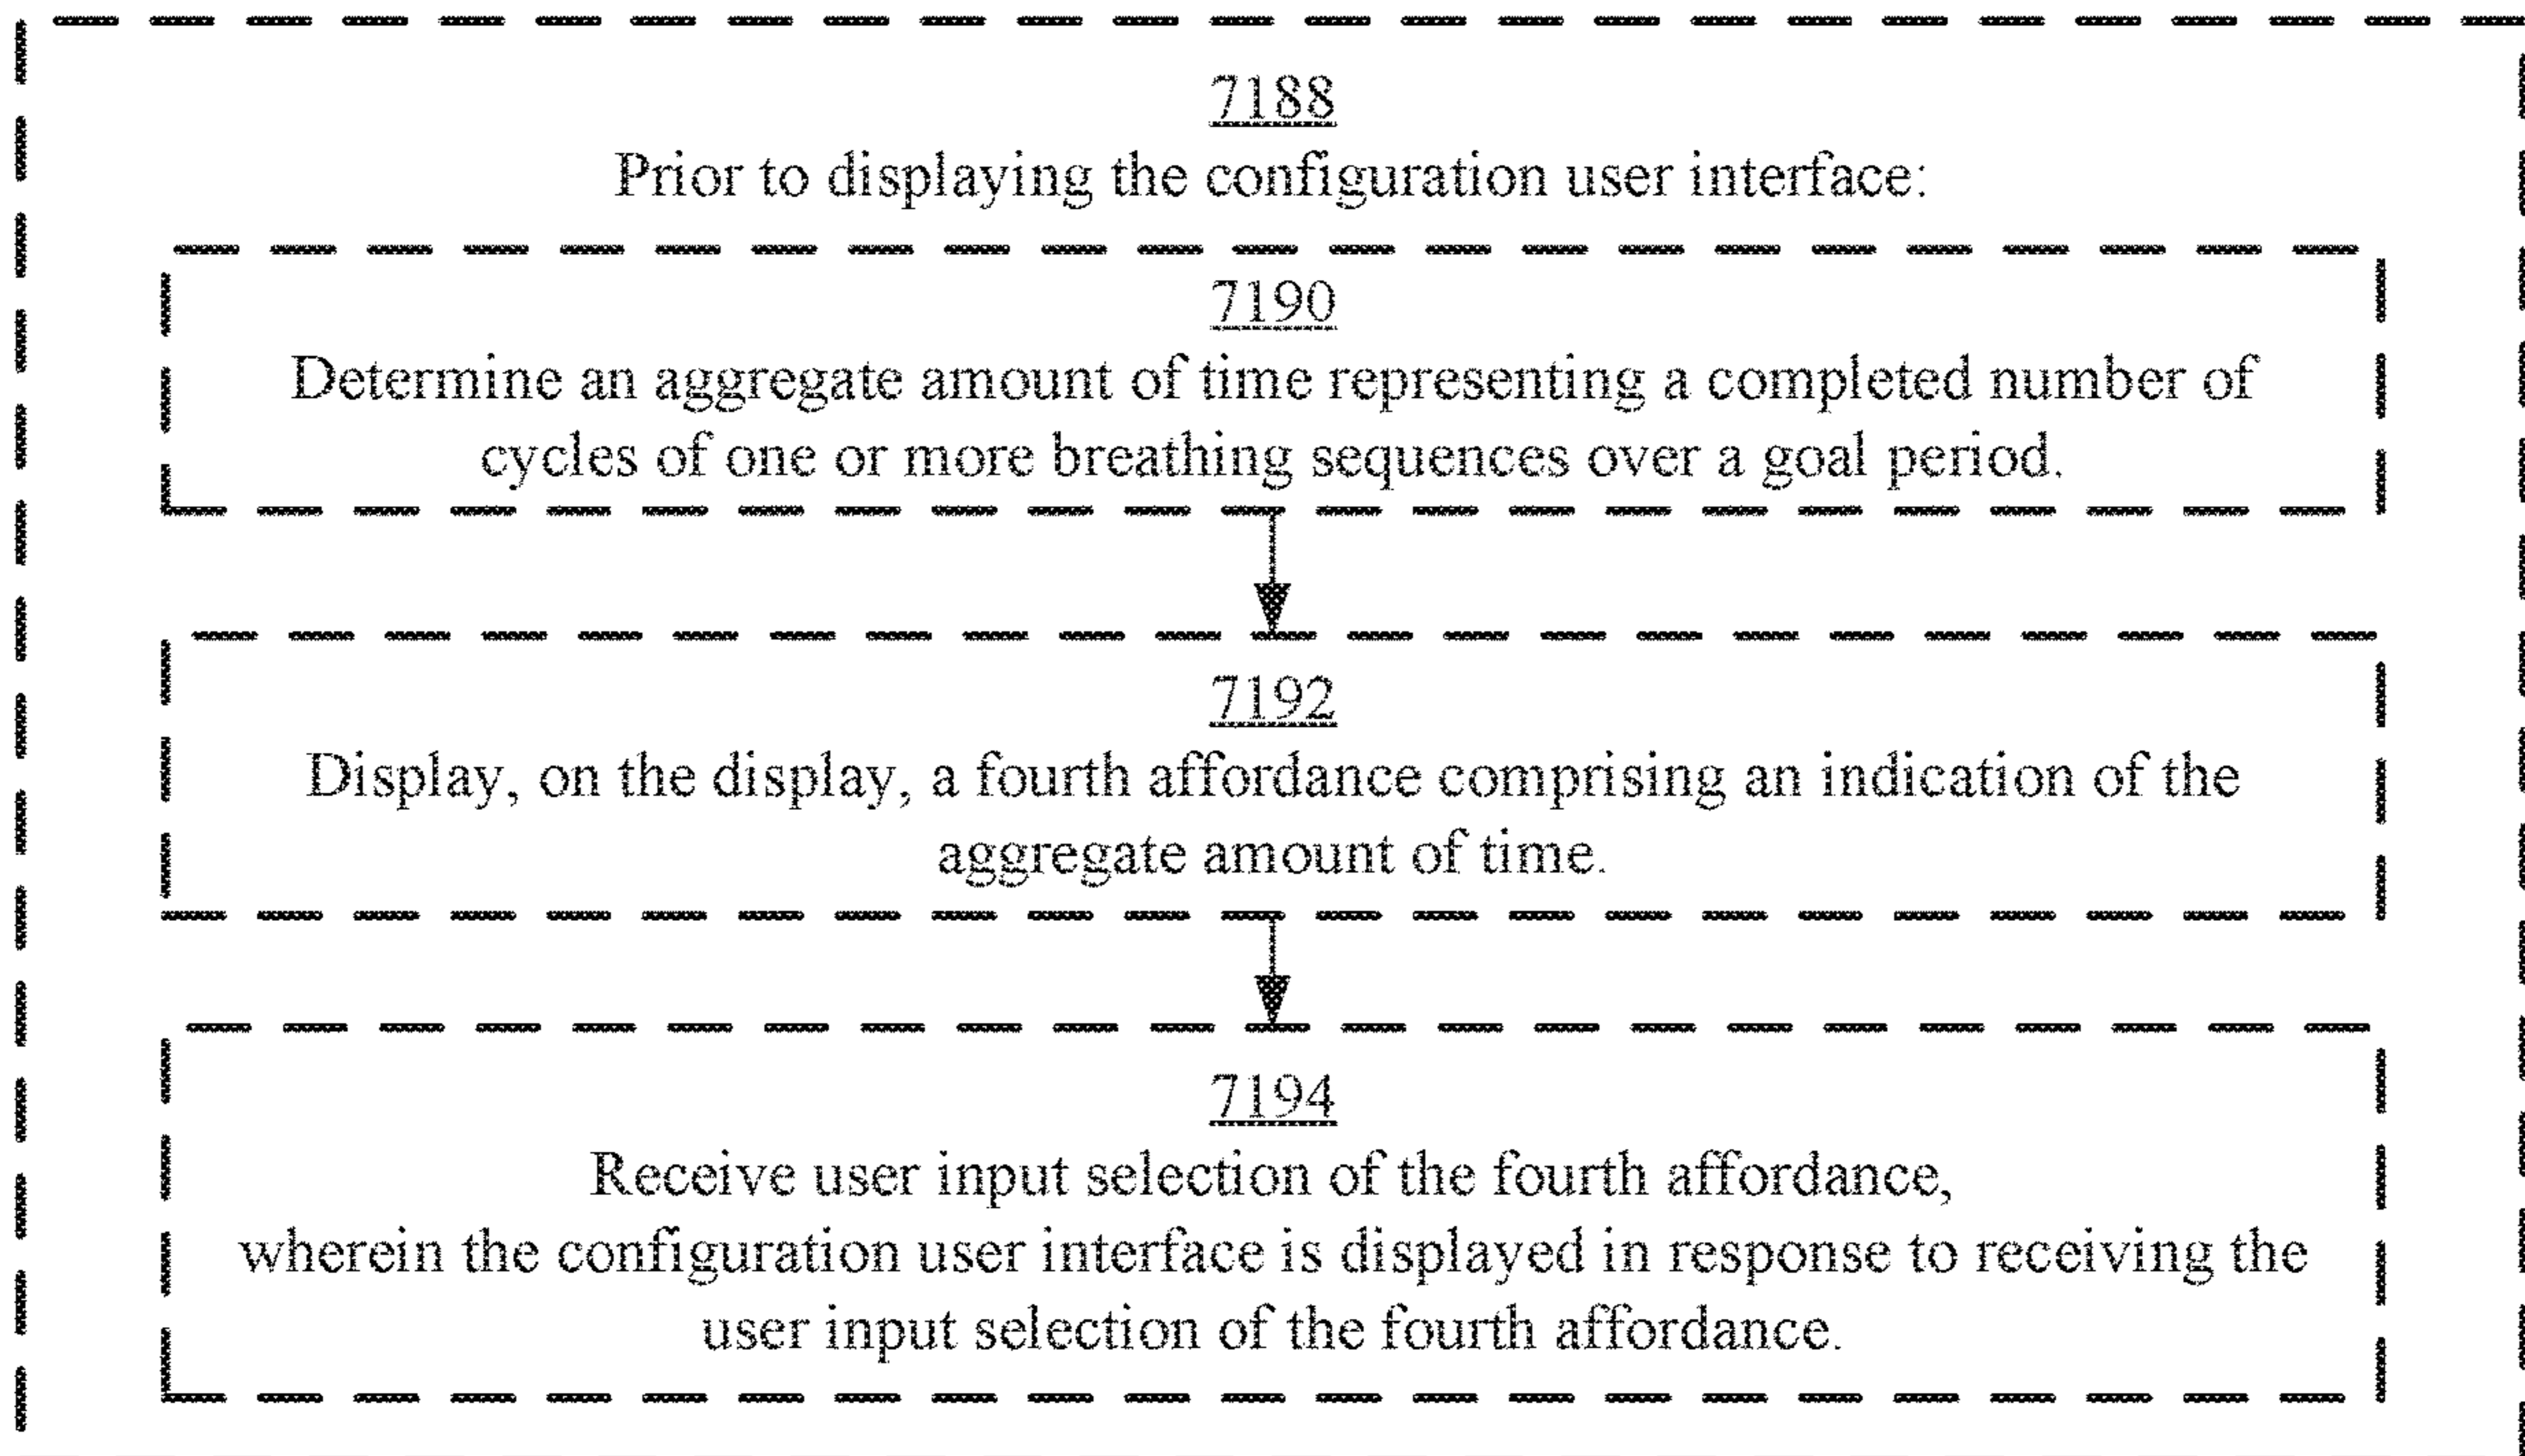 7188
Prior to displaying the configuration user interface:
7190
Determine an aggregate amount of time representing a completed number of
cycles of one or more breathing sequences over a goal period.
7192
Display, on the display, a fourth affordance comprising an indication of the
aggregate amount of time.
7194
Receive user input selection of the fourth affordance,
wherein the configuration user interface is displayed in response to receiving the
user input selection of the fourth affordance.